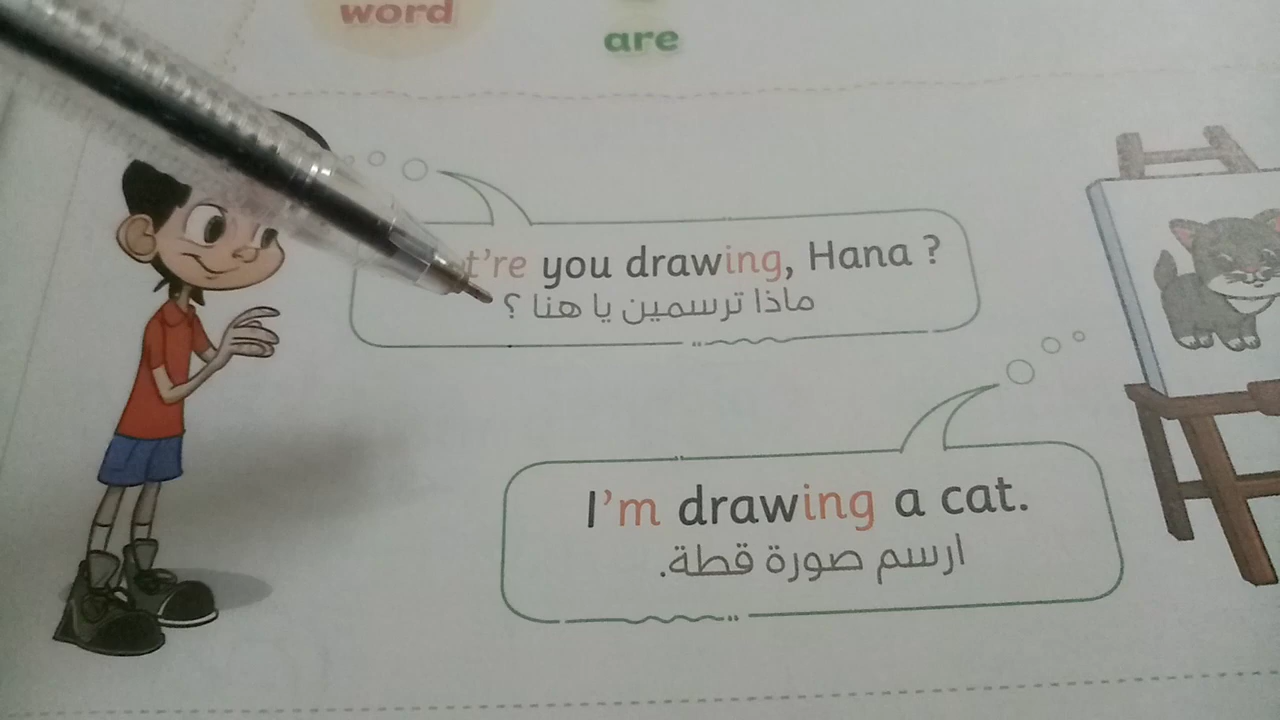 word
are
t're you drawing, Hana ?
ماذا ترسمين يا هنا ؟
I'm drawing a cat.
ارسم صورة قطة.